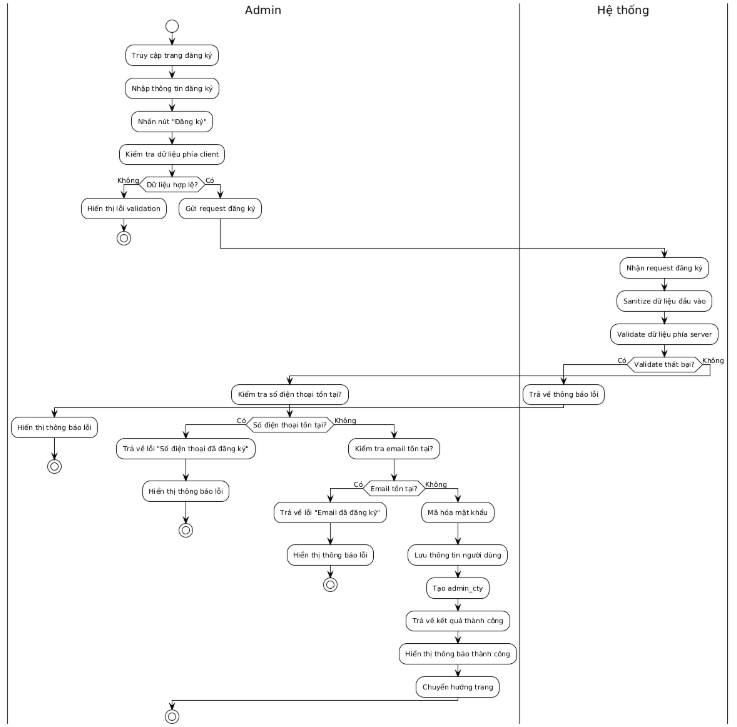 Admin
Hệ thống
Truy cập trang đăng ký
Nhập thông tin đăng ký
Nhấn nút "Đăng ký"
Kiểm tra dữ liệu phía client
Không
Dữ liệu hợp lệ?
Có
Hiển thị lỗi validation
Gửi request đăng ký
Nhận request đăng ký
Sanitize dữ liệu đầu vào
Validate dữ liệu phía server
Có
Validate thất bại?
Không
Kiểm tra số điện thoại tồn tại?
Trả về thông báo lỗi
Hiển thị thông báo lỗi
Có
Số điện thoại tồn tại?
Không
Trả về lỗi "Số điện thoại đã đăng ký"
Kiểm tra email tồn tại?
Hiển thị thông báo lỗi
Có
Email tồn tại?
Không
Trả về lỗi "Email đã đăng ký"
Mã hóa mật khẩu
Hiển thị thông báo lỗi
Lưu thông tin người dùng
Tạo admin_cty
Trả về kết quả thành công
Hiển thị thông báo thành công
Chuyển hướng trang